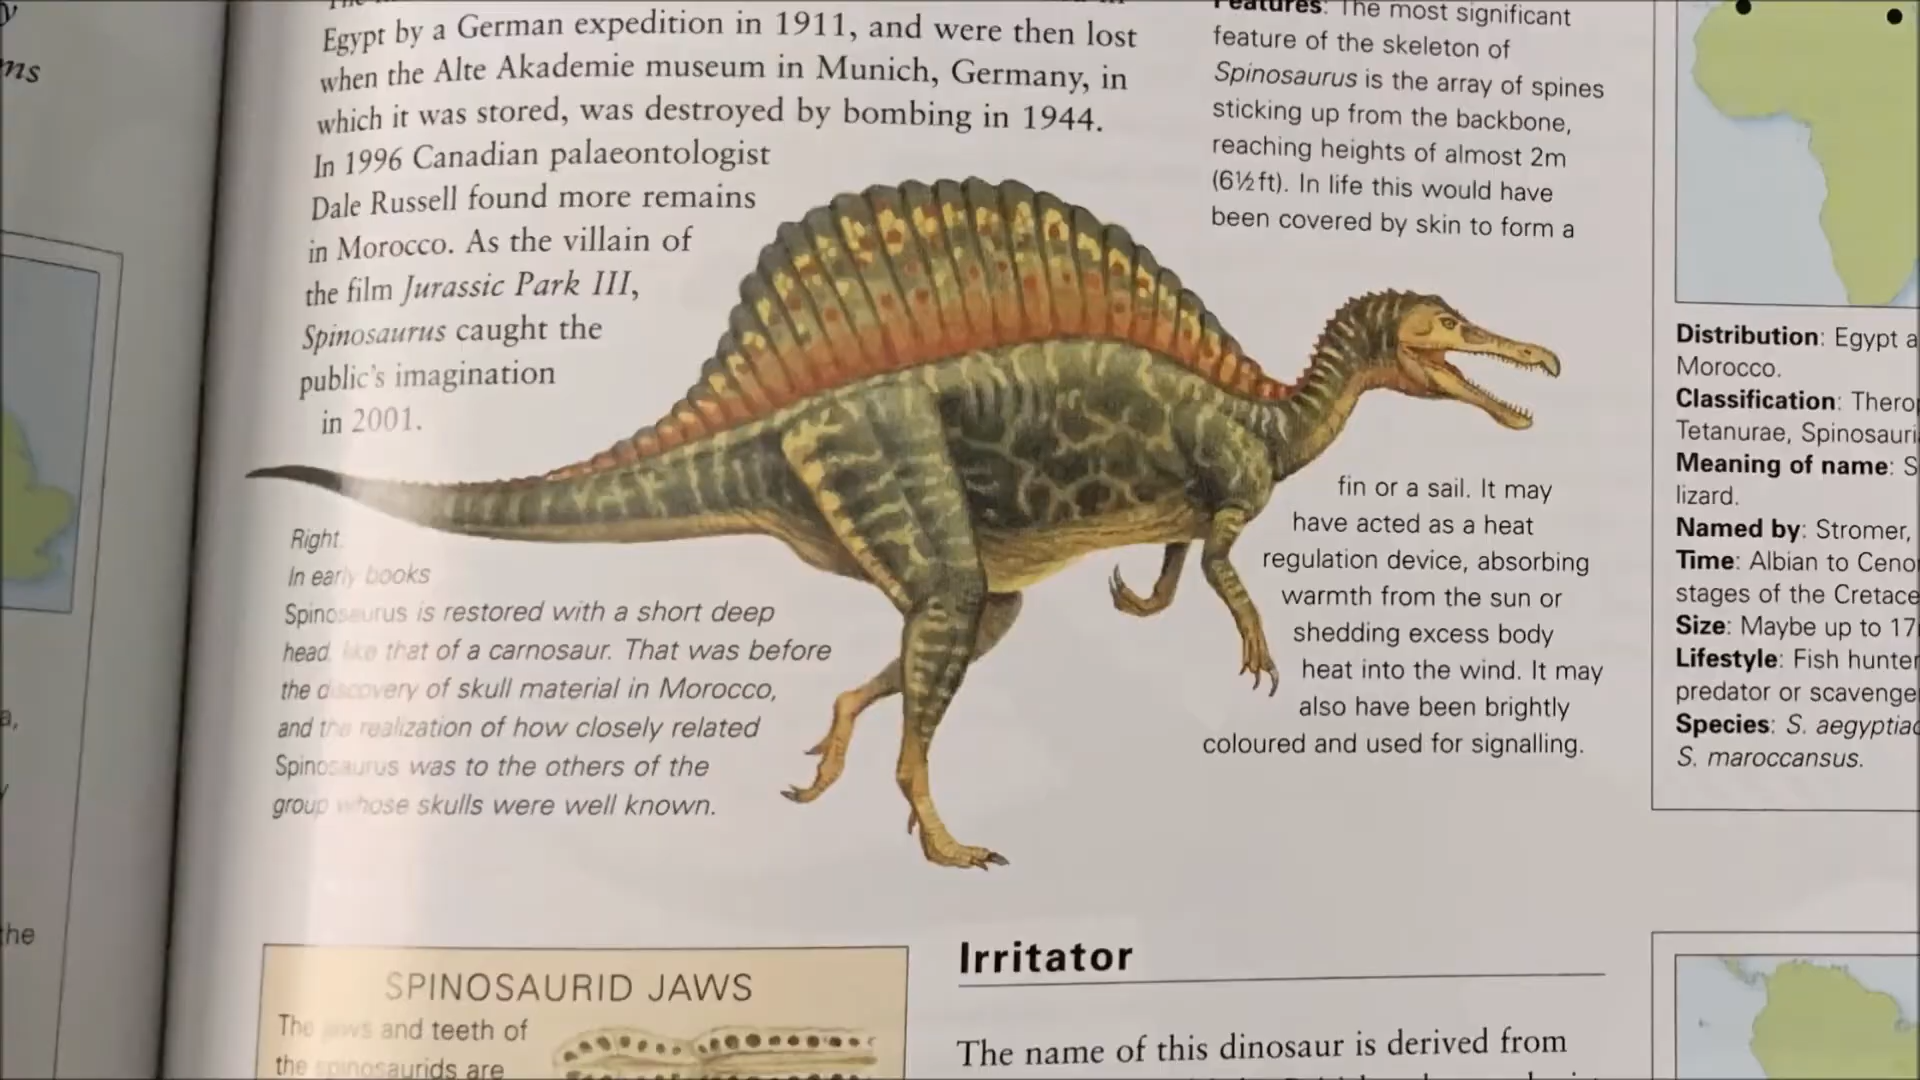 ms
Egypt by a German expedition in 1911, and were then lost
when the Alte Akademie museum in Munich, Germany, in
which it was stored, was destroyed by bombing in 1944.
In 1996 Canadian palaeontologist
Dale Russell found more remains
in Morocco. As the villain of
the film Jurassic Park III,
Spinosaurus caught the
public's imagination
in 2001.
Right.
In early books
Spinosaurus is restored with a short deep
head, like that of a carnosaur. That was before
the discovery of skull material in Morocco,
and the realization of how closely related
Spinosaurus was to the others of the
group whose skulls were well known.
Features: The most significant
feature of the skeleton of
Spinosaurus is the array of spines
sticking up from the backbone,
reaching heights of almost 2m
(6½ft). In life this would have
been covered by skin to form a
fin or a sail. It may
have acted as a heat
regulation device, absorbing
warmth from the sun or
shedding excess body
heat into the wind. It may
also have been brightly
coloured and used for signalling.
Distribution: Egypt a
Morocco.
Classification: Thero
Tetanurae, Spinosauri
Meaning of name: S
lizard.
Named by: Stromer,
Time: Albian to Ceno
stages of the Cretace
Size: Maybe up to 17
Lifestyle: Fish hunter
predator or scavenge
Species: S. aegyptiac
S. maroccansus.
the
SPINOSAURID JAWS
The jaws and teeth of
the spinosaurids are
Irritator
The name of this dinosaur is derived from